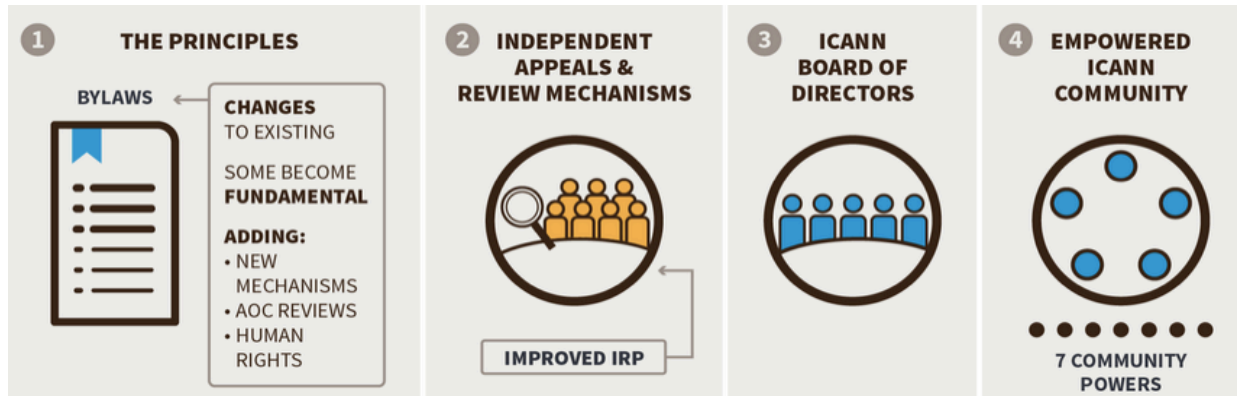 1
THE PRINCIPLES
BYLAWS
CHANGES
TO EXISTING
SOME BECOME
FUNDAMENTAL
ADDING:
• NEW
MECHANISMS
• AOC REVIEWS
• HUMAN
RIGHTS
2
INDEPENDENT
APPEALS &
REVIEW MECHANISMS
IMPROVED IRP
3
ICANN
BOARD OF
DIRECTORS
4
EMPOWERED
ICANN
COMMUNITY
7 COMMUNITY
POWERS